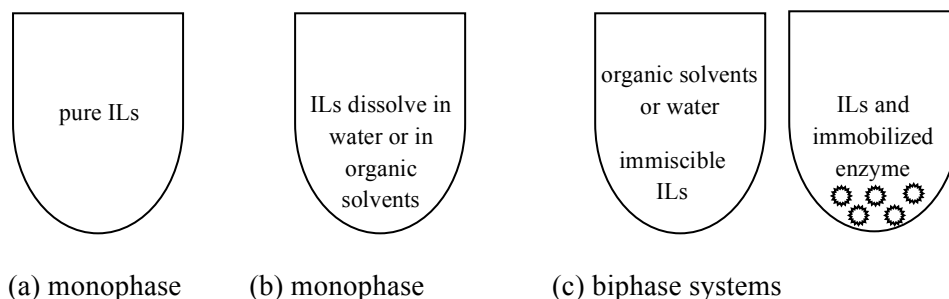 pure ILs
ILs dissolve in
water or in
organic
solvents
organic solvents
or water
immiscible
ILs
ILs and
immobilized
enzyme
(a) monophase
(b) monophase
(c) biphase systems